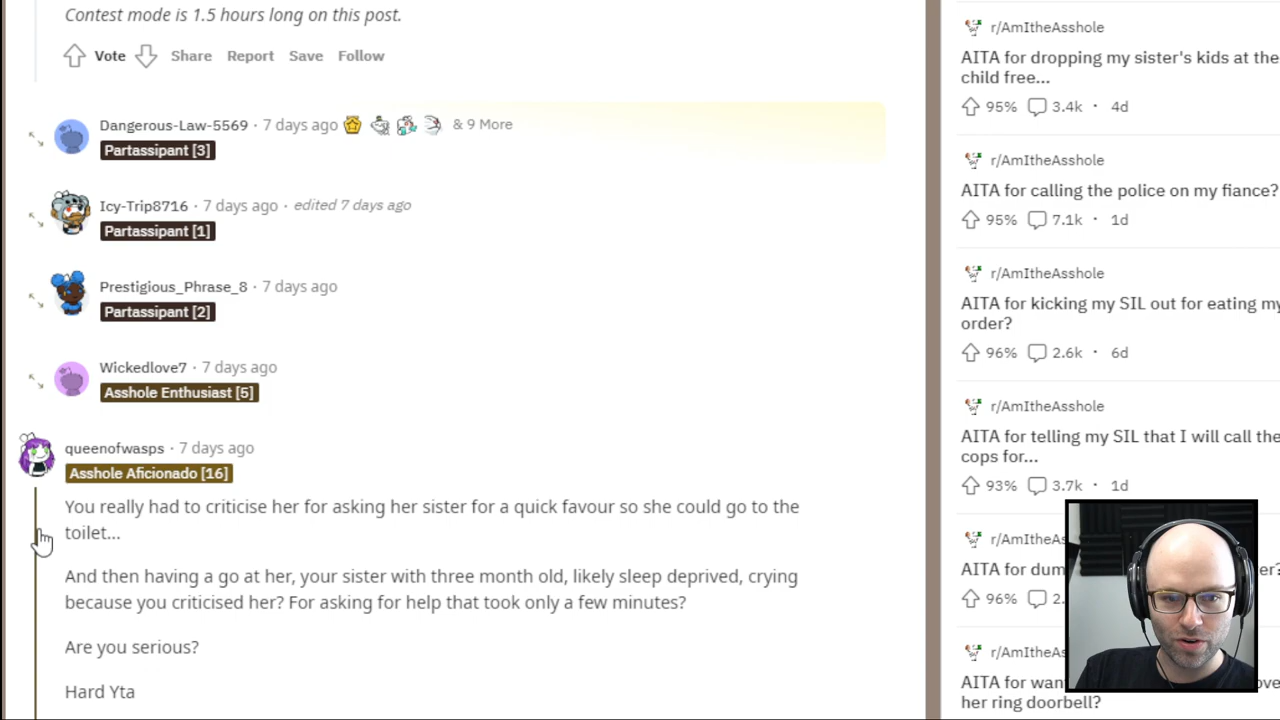 Contest mode is 1.5 hours long on this post.
Vote Share Report Save Follow
Dangerous-Law-5569 · 7 days ago & 9 More
Partassipant [3]
Icy-Trip8716 · 7 days ago · edited 7 days ago
Partassipant [1]
Prestigious_Phrase_8 · 7 days ago
Partassipant [2]
Wickedlove7 · 7 days ago
Asshole Enthusiast [5]
queenofwasps · 7 days ago
Asshole Aficionado [16]
You really had to criticise her for asking her sister for a quick favour so she could go to the
toilet...
And then having a go at her, your sister with three month old, likely sleep deprived, crying
because you criticised her? For asking for help that took only a few minutes?
Are you serious?
Hard Yta
r/AmItheAsshole
AITA for dropping my sister's kids at the
child free...
95% 3.4k · 4d
r/AmItheAsshole
AITA for calling the police on my fiance?
95% 7.1k · 1d
r/AmItheAsshole
AITA for kicking my SIL out for eating my
order?
96% 2.6k · 6d
r/AmItheAsshole
AITA for telling my SIL that I will call the
cops for...
93% 3.7k · 1d
r/AmItheAs
AITA for dum er?
96% 2.
r/AmItheAs
AITA for wan ove
her ring doorbell?